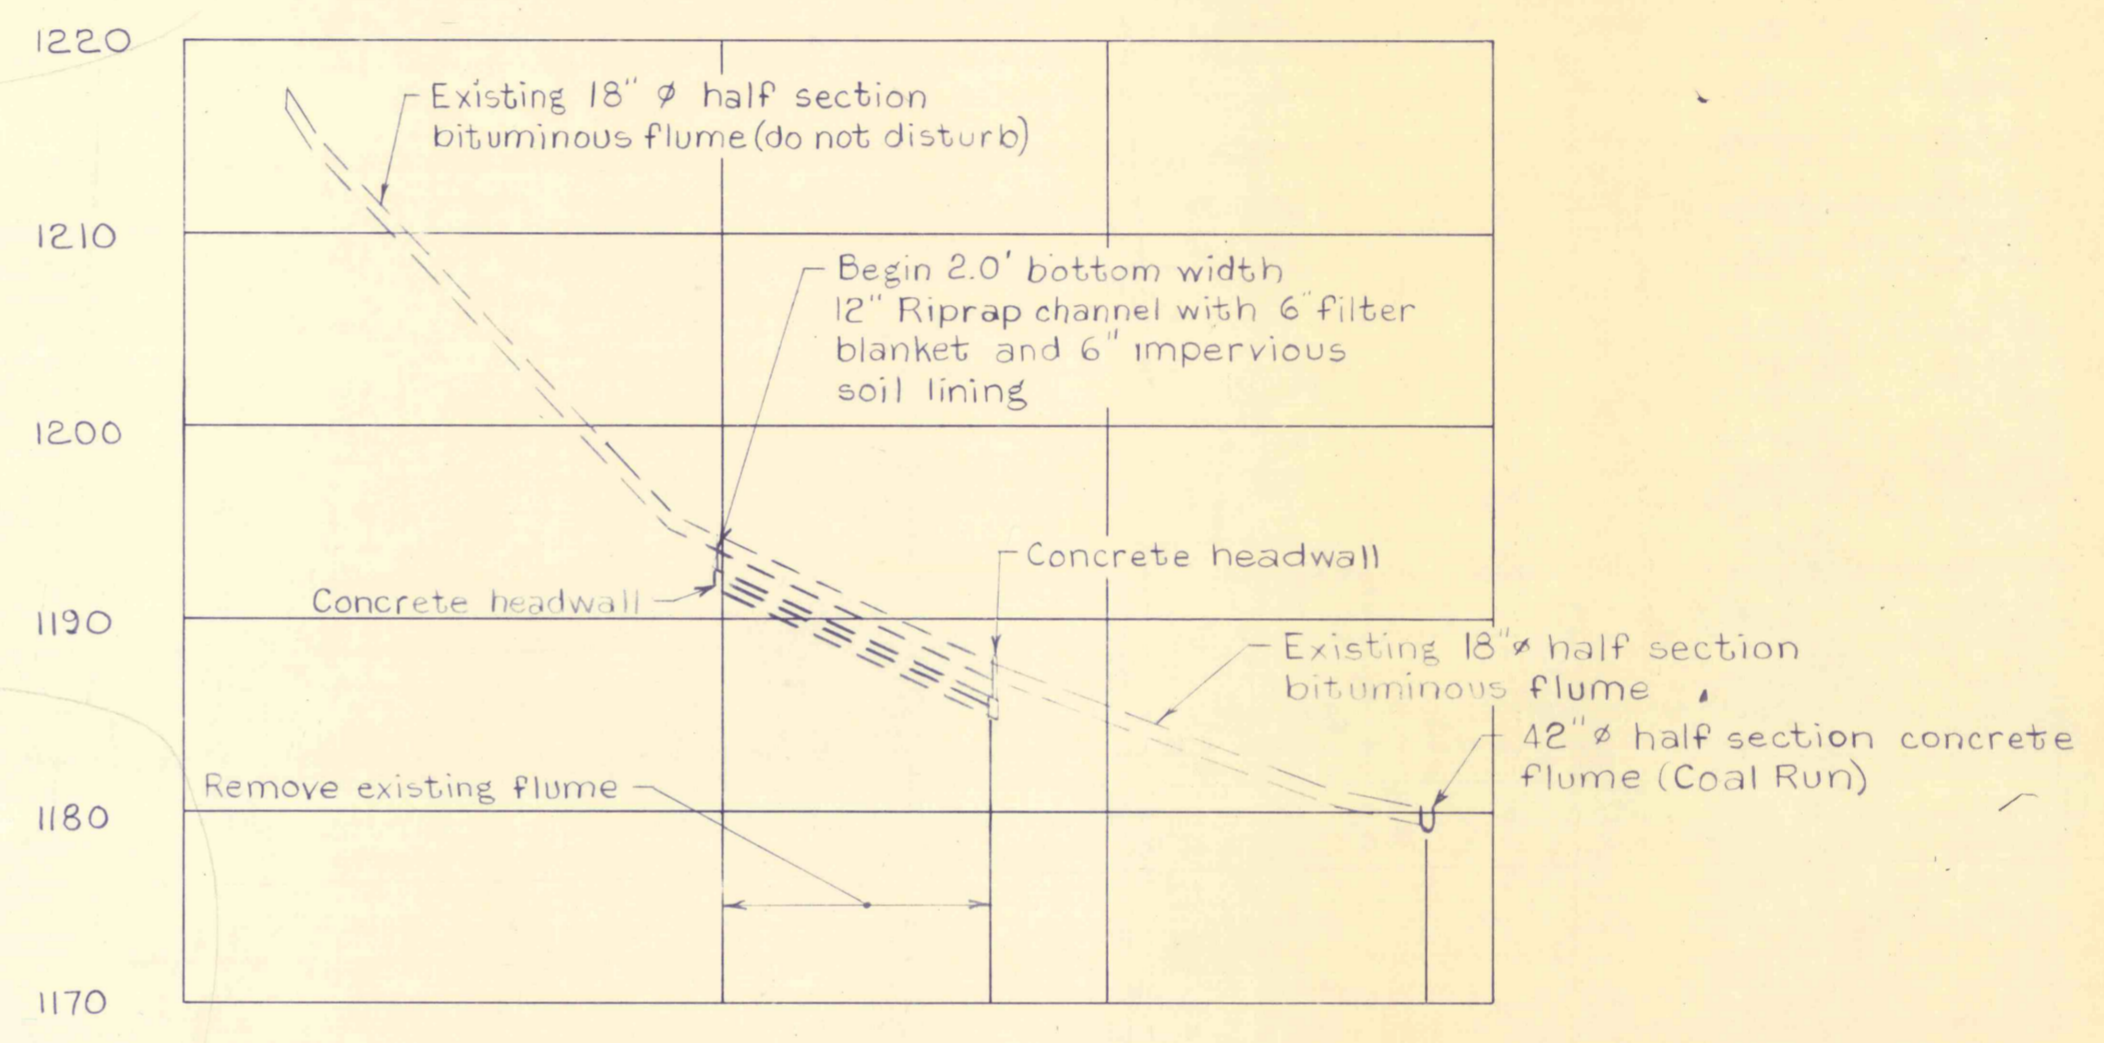 1220
Existing 18" ø half section
bituminous flume (do not disturb)
1210
Begin 2.0' bottom width
12" Riprap channel with 6" filter
blanket and 6" impervious
soil lining
1200
Concrete headwall
Concrete headwall
1190
Existing 18" ø half section
bituminous flume
42" ø half section concrete
flume (Coal Run)
Remove existing flume
1180
1170